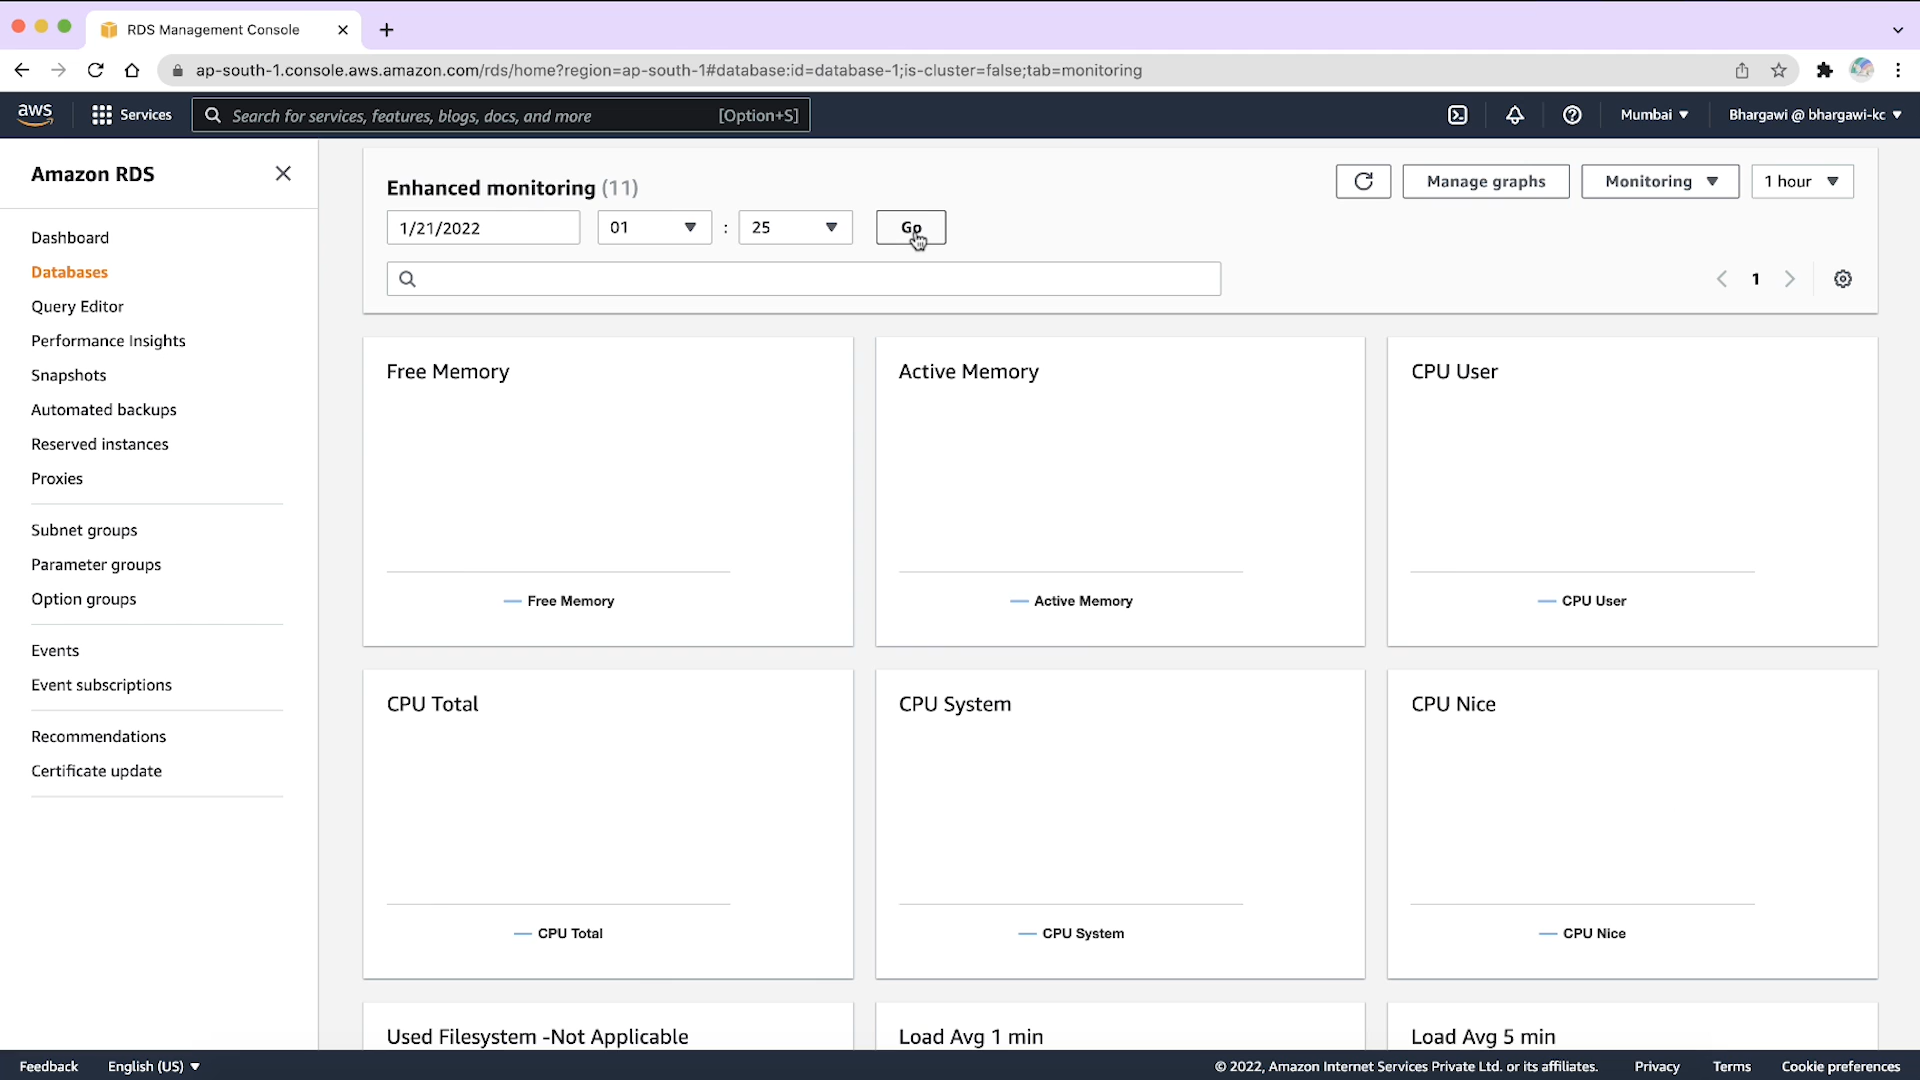 RDS Management Console
ap-south-1.console.aws.amazon.com/rds/home?region=ap-south-1#database:id=database-1;is-cluster=false;tab=monitoring
aws
Services
Search for services, features, blogs, docs, and more
[Option+S]
Mumbai
Bhargawi @ bhargawi-kc
Amazon RDS
Dashboard
Databases
Query Editor
Performance Insights
Snapshots
Automated backups
Reserved instances
Proxies
Subnet groups
Parameter groups
Option groups
Events
Event subscriptions
Recommendations
Certificate update
Enhanced monitoring (11)
Manage graphs
Monitoring
1 hour
1/21/2022
01
:
25
Go
1
Free Memory
Free Memory
Active Memory
Active Memory
CPU User
CPU User
CPU Total
CPU Total
CPU System
CPU System
CPU Nice
CPU Nice
Used Filesystem -Not Applicable
Load Avg 1 min
Load Avg 5 min
Feedback
English (US)
© 2022, Amazon Internet Services Private Ltd. or its affiliates.
Privacy
Terms
Cookie preferences